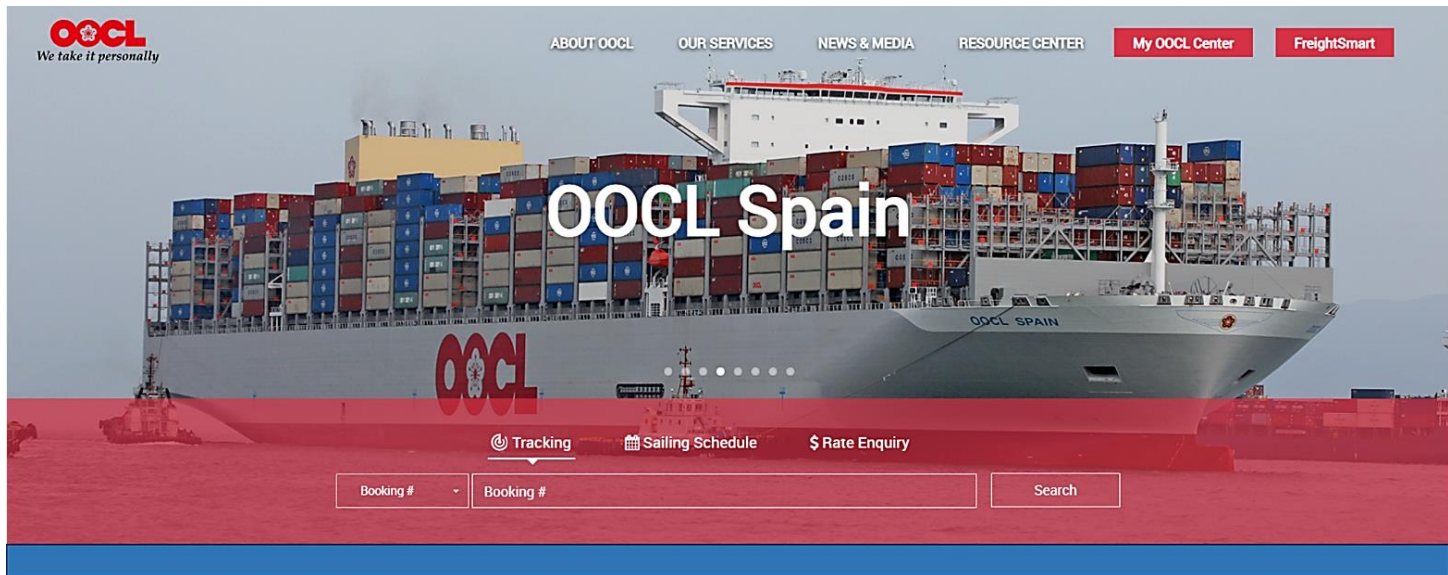 OOCL
We take it personally
ABOUT OOCL
OUR SERVICES
NEWS & MEDIA
RESOURCE CENTER
My OOCL Center
FreightSmart
OOCL Spain
OOCL SPAIN
OOCL
Tracking
Sailing Schedule
$ Rate Enquiry
Booking #
Booking #
Search